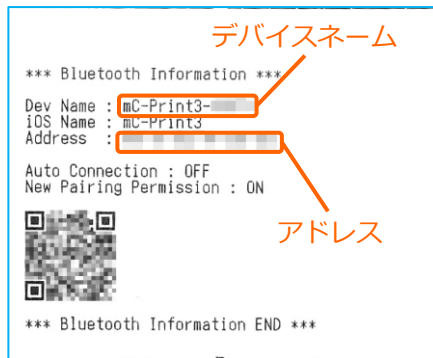 デバイスネーム
*** Bluetooth Information ***
Dev Name : mC-Print3-
iOS Name : mC-Print3
Address :
Auto Connection : OFF
New Pairing Permission : ON
アドレス
*** Bluetooth Information END ***